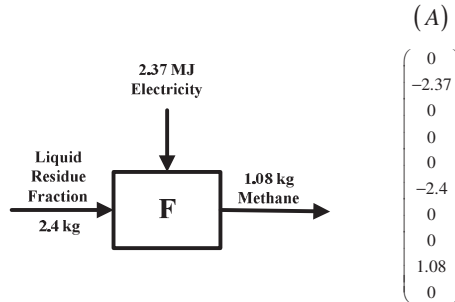 2.37 MJ
Electricity
Liquid
Residue
Fraction
2.4 kg
F
1.08 kg
Methane
(A)
0
−2.37
0
0
0
−2.4
0
0
1.08
0